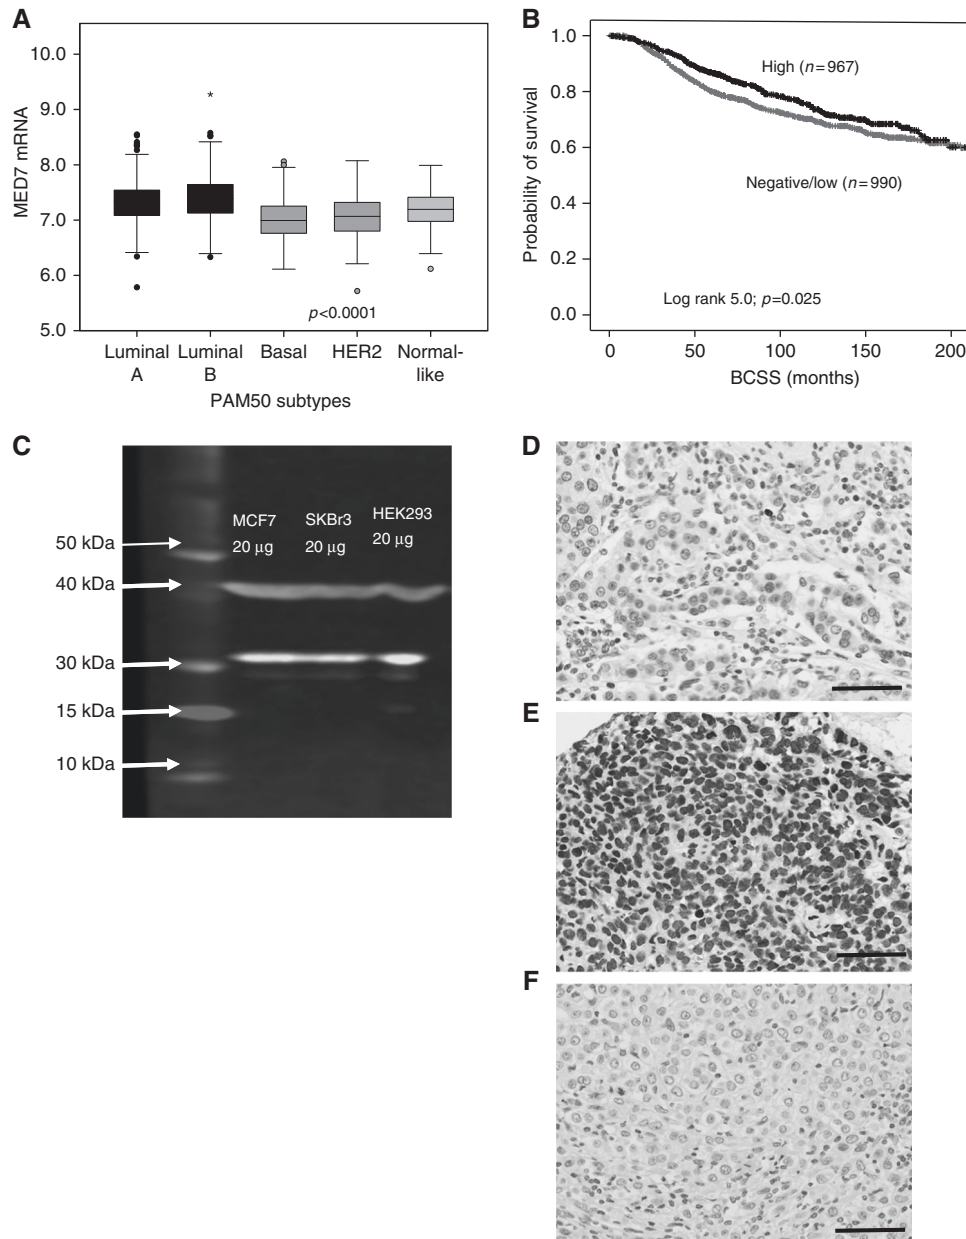 A
MED7 mRNA
10.0
9.0
8.0
7.0
6.0
5.0
*
p<0.0001
Luminal A
Luminal B
Basal
HER2
Normal-like
PAM50 subtypes
B
Probability of survival
1.0
0.8
0.6
0.4
0.2
0.0
High (n=967)
Negative/low (n=990)
Log rank 5.0; p=0.025
0 50 100 150 200
BCSS (months)
C
50 kDa
40 kDa
30 kDa
15 kDa
10 kDa
MCF7
20 µg
SKBr3
20 µg
HEK293
20 µg
D
E
F